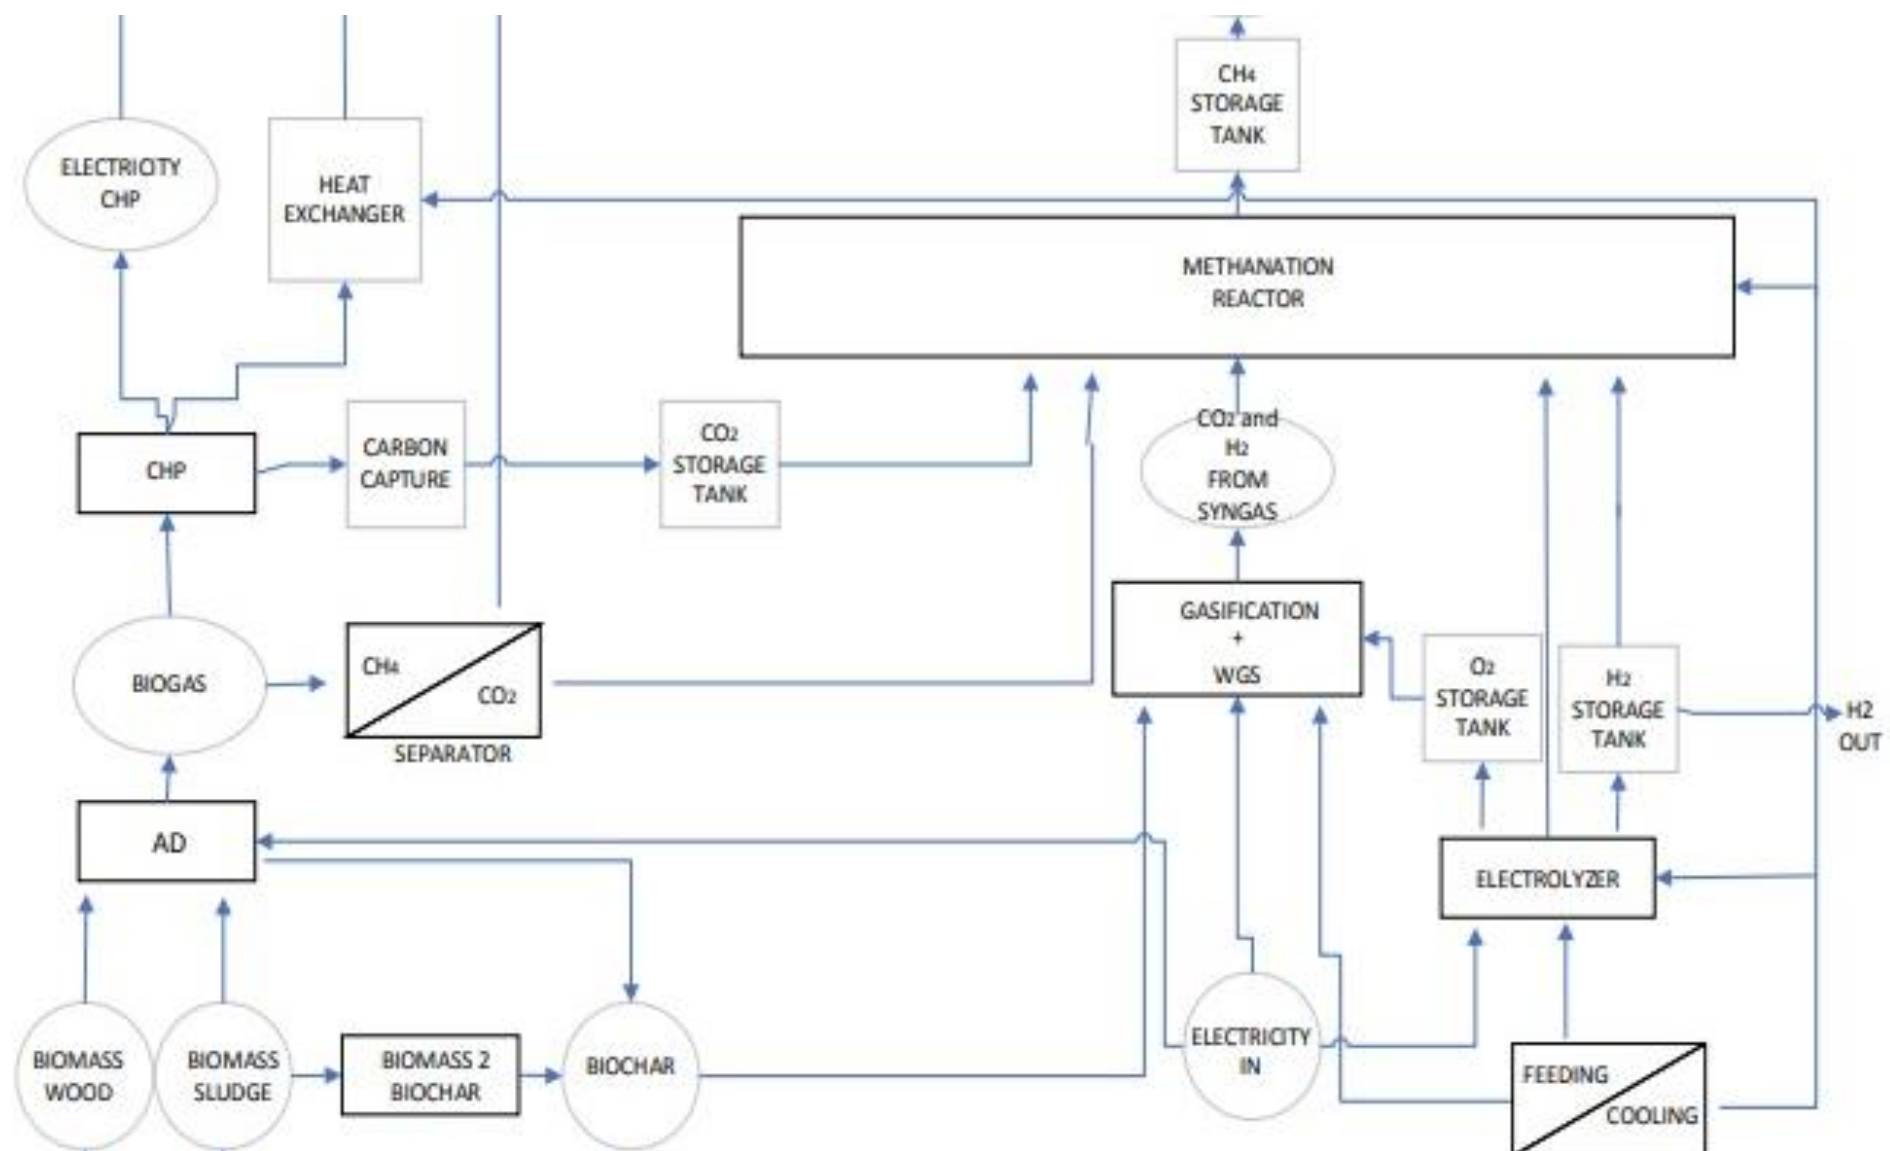 CH4
STORAGE
TANK
ELECTRICITY
CHP
HEAT
EXCHANGER
METHANATION
REACTOR
CHP
CARBON
CAPTURE
CO2
STORAGE
TANK
CO2 and
H2
FROM
SYNGAS
GASIFICATION
+
WGS
BIOGAS
CH4
CO2
SEPARATOR
O2
STORAGE
TANK
H2
STORAGE
TANK
H2
OUT
AD
ELECTROLYZER
BIOMASS
WOOD
BIOMASS
SLUDGE
BIOMASS 2
BIOCHAR
BIOCHAR
ELECTRICITY
IN
FEEDING
COOLING